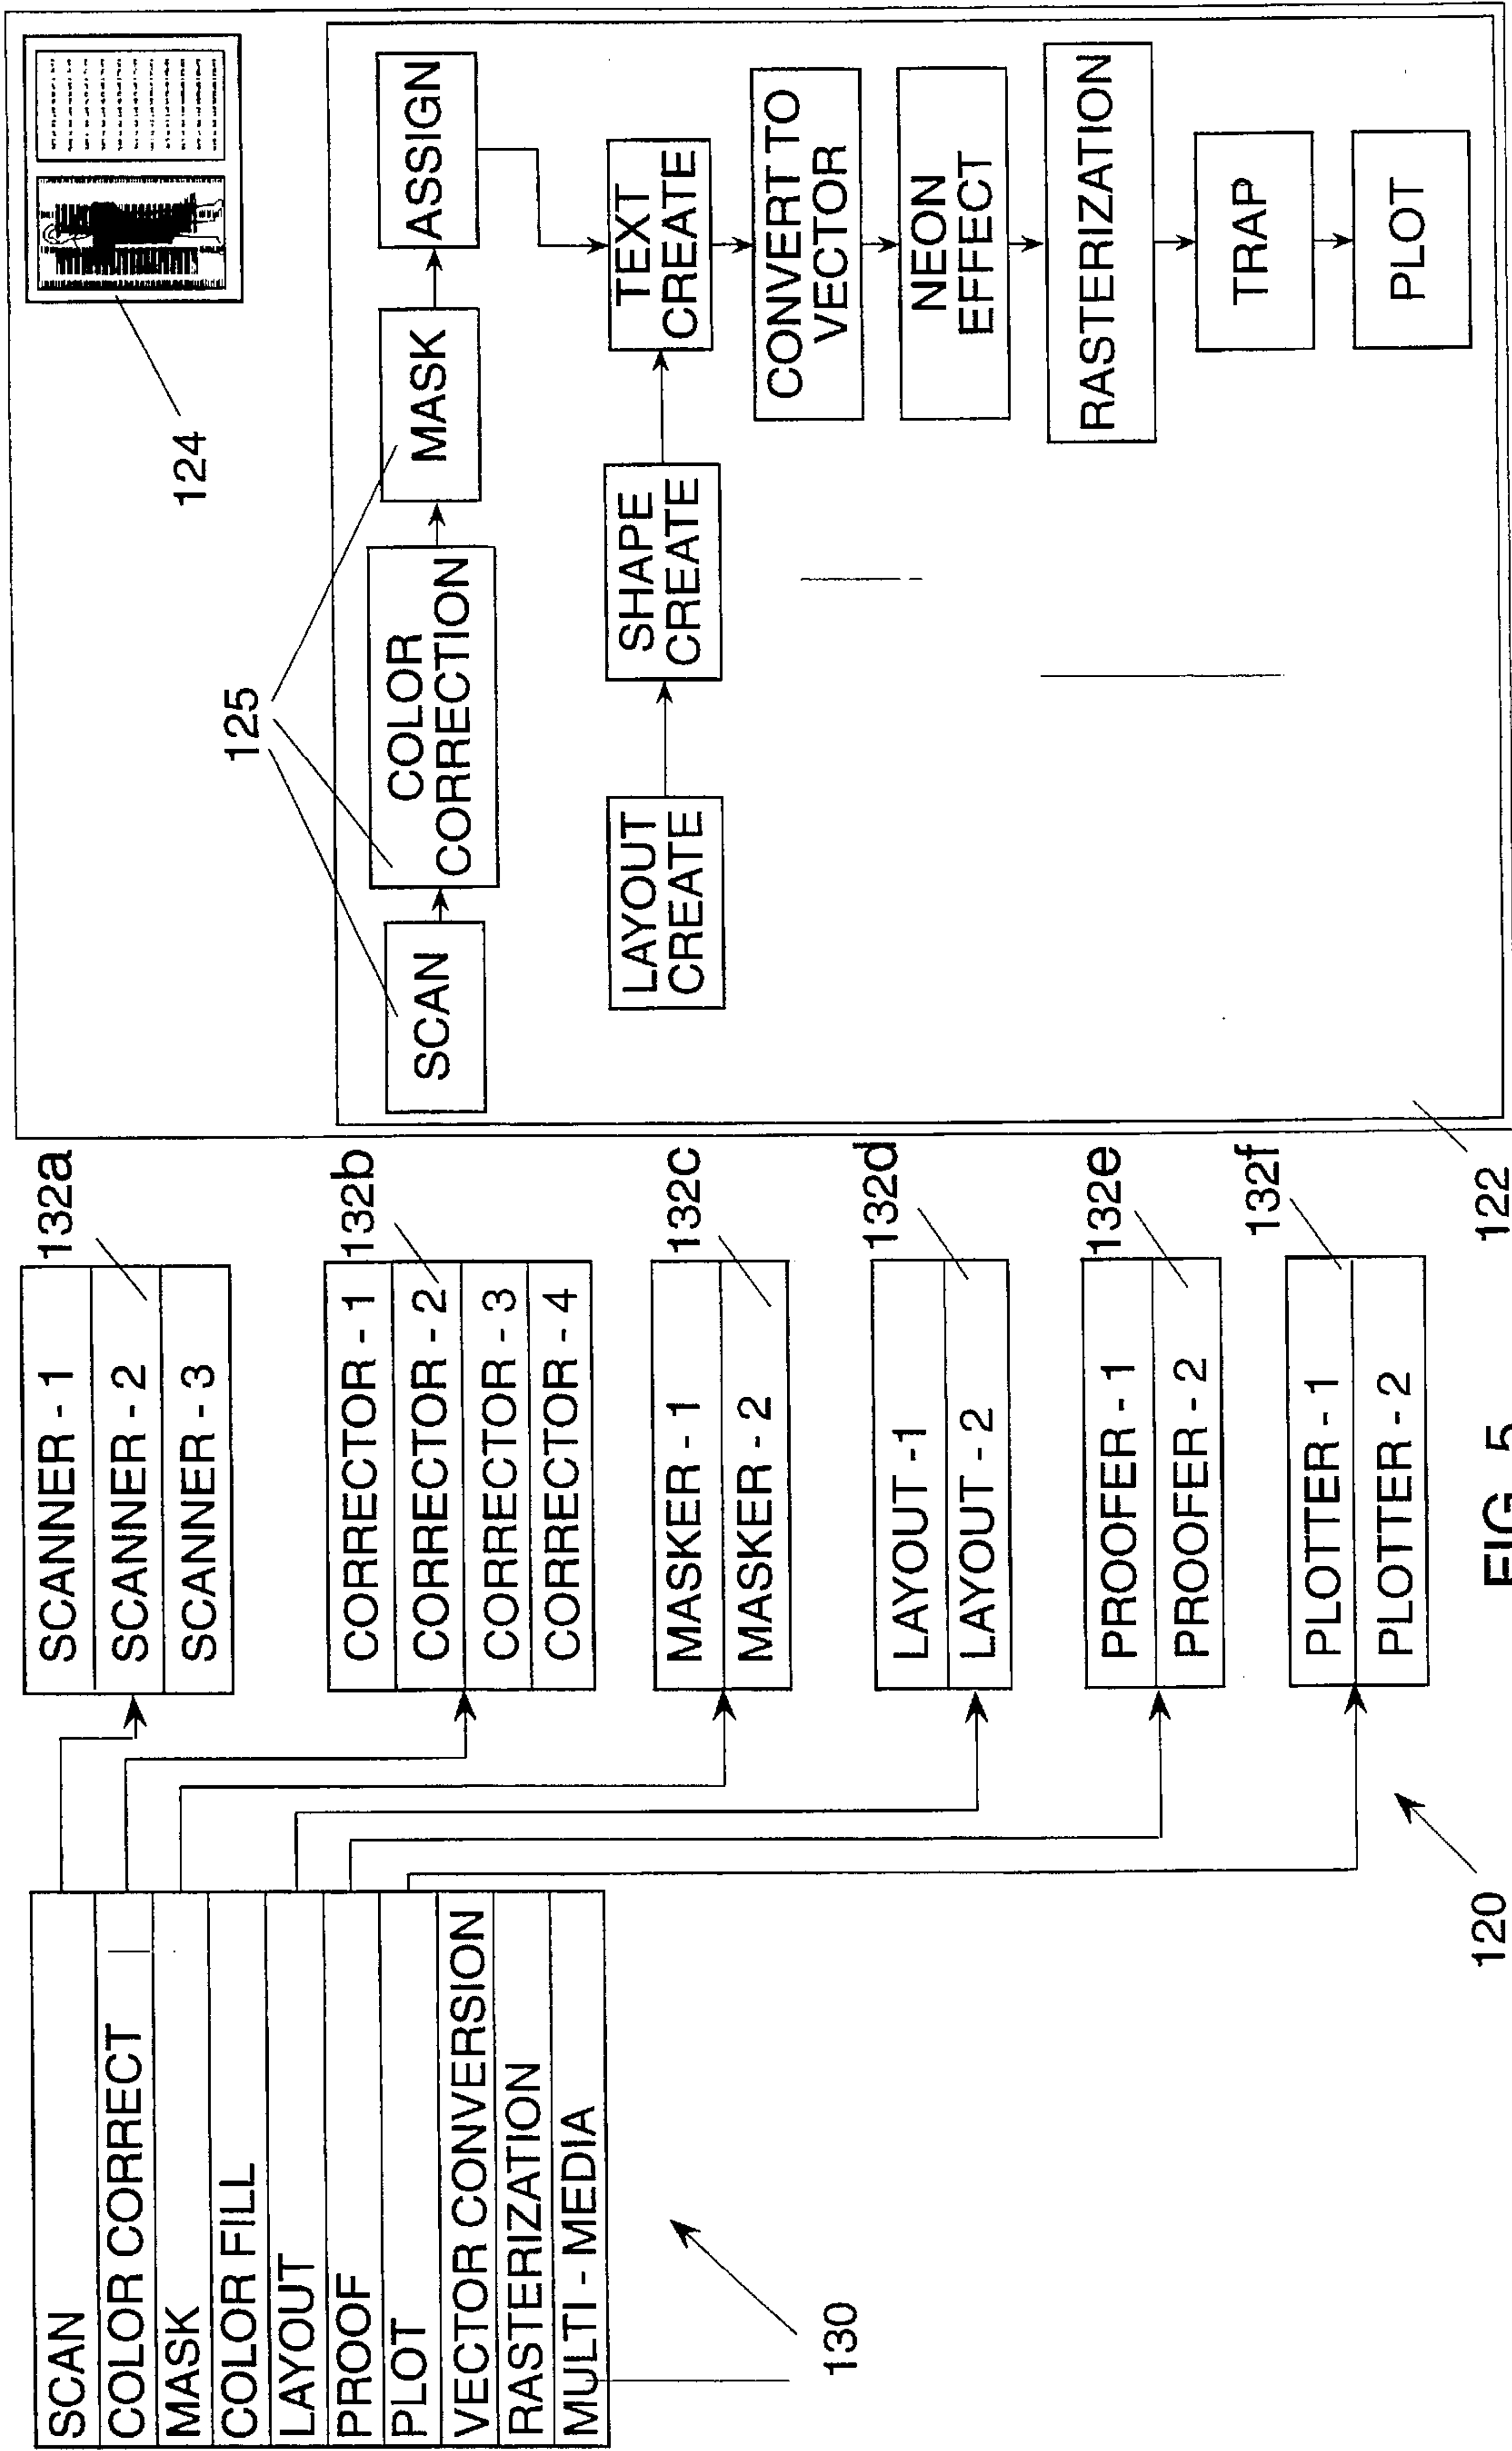 SCAN
COLOR CORRECT
MASK
COLOR FILL
LAYOUT
PROOF
PLOT
VECTOR CONVERSION
RASTERIZATION
MULTI - MEDIA
130
132a
SCANNER - 1
SCANNER - 2
SCANNER - 3
132b
CORRECTOR - 1
CORRECTOR - 2
CORRECTOR - 3
CORRECTOR - 4
132c
MASKER - 1
MASKER - 2
132d
LAYOUT -1
LAYOUT - 2
132e
PROOFER - 1
PROOFER - 2
132f
PLOTTER - 1
PLOTTER - 2
120
122
124
125
SCAN
COLOR
CORRECTION
MASK
ASSIGN
LAYOUT
CREATE
SHAPE
CREATE
TEXT
CREATE
CONVERT TO
VECTOR
NEON
EFFECT
RASTERIZATION
TRAP
PLOT
FIG. 5